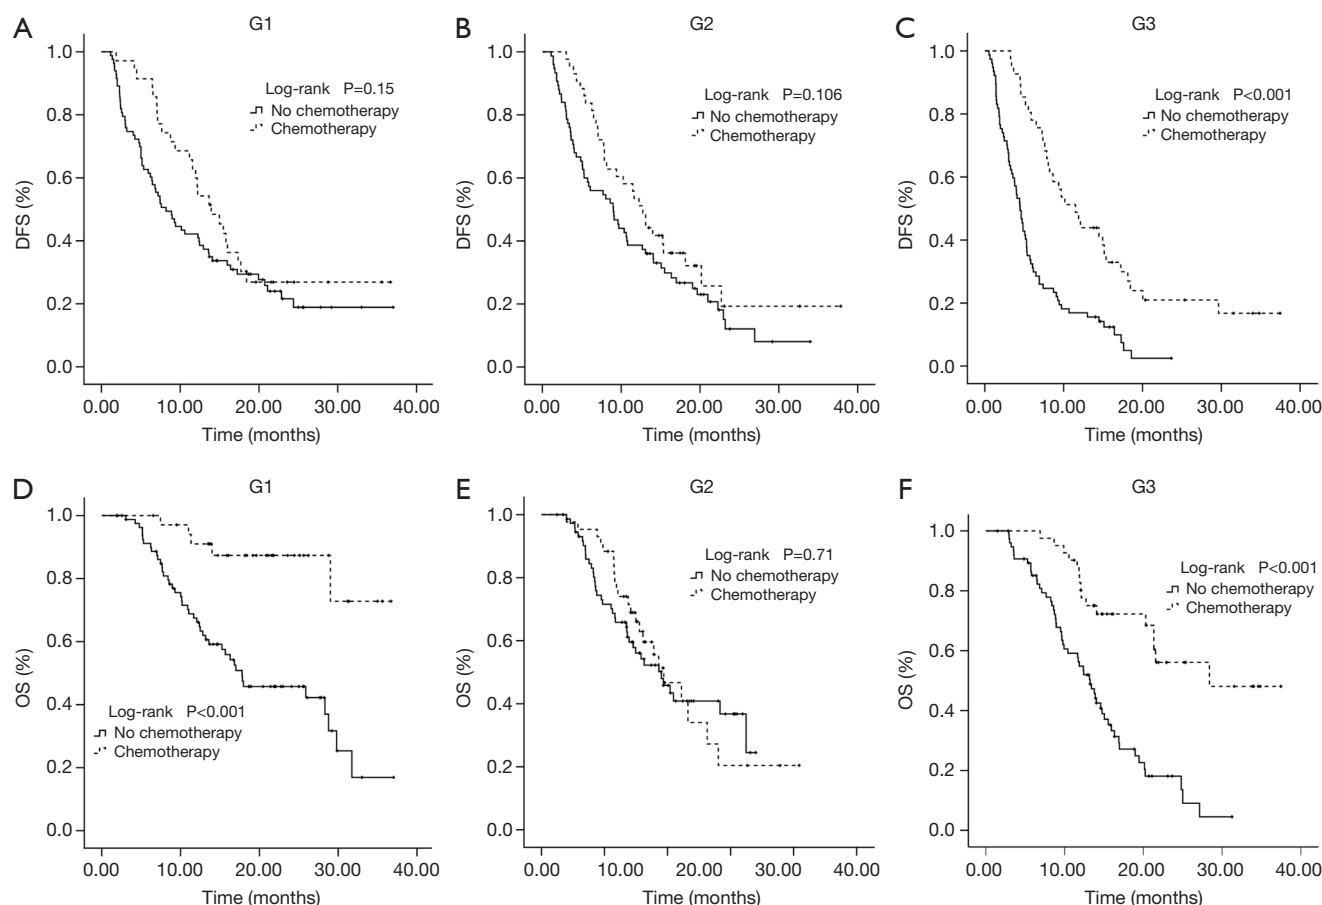 A
G1
1.0
0.8
0.6
0.4
0.2
0.0
DFS (%)
Log-rank P=0.15
No chemotherapy
Chemotherapy
0.00 10.00 20.00 30.00 40.00
Time (months)
B
G2
1.0
0.8
0.6
0.4
0.2
0.0
DFS (%)
Log-rank P=0.106
No chemotherapy
Chemotherapy
0.00 10.00 20.00 30.00 40.00
Time (months)
C
G3
1.0
0.8
0.6
0.4
0.2
0.0
DFS (%)
Log-rank P<0.001
No chemotherapy
Chemotherapy
0.00 10.00 20.00 30.00 40.00
Time (months)
D
G1
1.0
0.8
0.6
0.4
0.2
0.0
OS (%)
Log-rank P<0.001
No chemotherapy
Chemotherapy
0.00 10.00 20.00 30.00 40.00
Time (months)
E
G2
1.0
0.8
0.6
0.4
0.2
0.0
OS (%)
Log-rank P=0.71
No chemotherapy
Chemotherapy
0.00 10.00 20.00 30.00 40.00
Time (months)
F
G3
1.0
0.8
0.6
0.4
0.2
0.0
OS (%)
Log-rank P<0.001
No chemotherapy
Chemotherapy
0.00 10.00 20.00 30.00 40.00
Time (months)